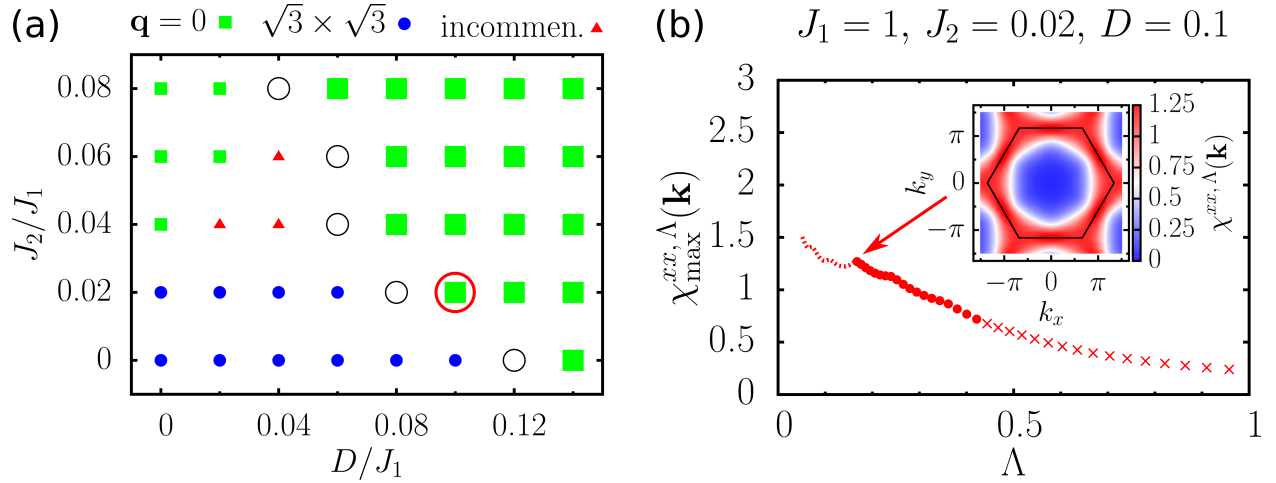 (a)
q = 0 √3 × √3 incommen.
J₂/J₁
0.08
0.06
0.04
0.02
0
0 0.04 0.08 0.12
D/J₁
(b)
J₁ = 1, J₂ = 0.02, D = 0.1
χ^{xx, Λ}_{max}(k)
3
2.5
2
1.5
1
0.5
0
0 0.5 1
Λ
k_y
π
0
−π
−π 0 π
k_x
1.25
1
0.75
0.5
0.25
0
χ^{xx, Λ}(k)